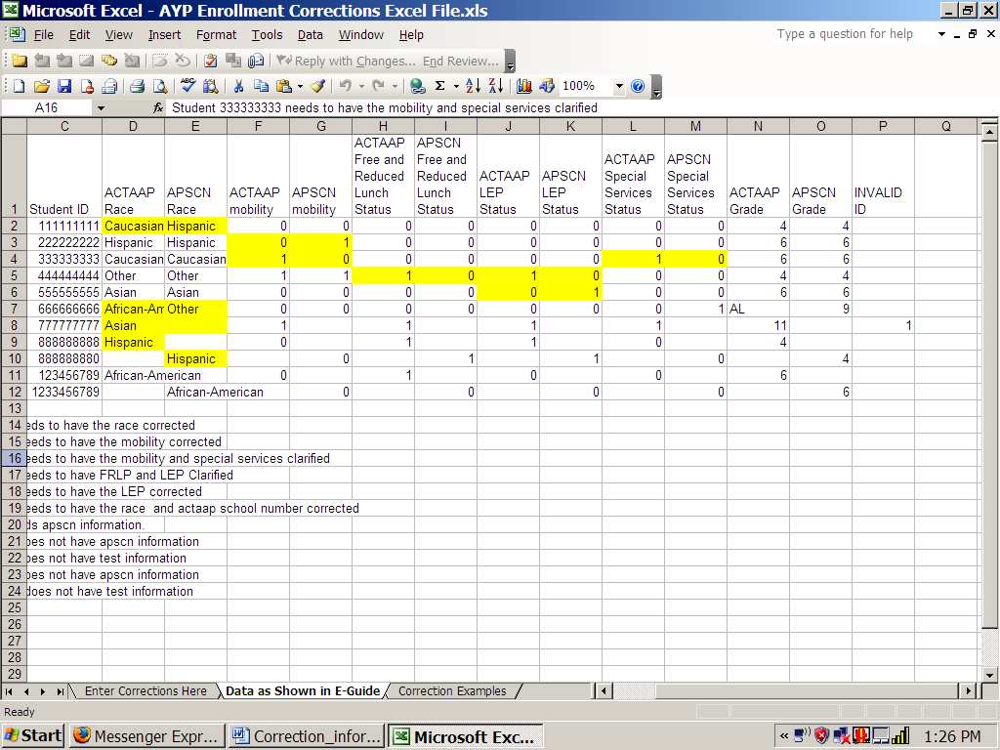 Microsoft Excel - AYP Enrollment Corrections Excel File.xls
File Edit View Insert Format Tools Data Window Help Type a question for help
Reply with Changes... End Review...
100%
A16 fx Student 333333333 needs to have the mobility and special services clarified
C D E F G H I J K L M N O P Q
1 Student ID ACTAAP Race APSCN Race ACTAAP mobility APSCN mobility ACTAAP Free and Reduced Lunch Status APSCN Free and Reduced Lunch Status ACTAAP LEP Status APSCN LEP Status ACTAAP Special Services Status APSCN Special Services Status ACTAAP Grade APSCN Grade INVALID ID
2 111111111 Caucasian Hispanic 0 0 0 0 0 0 0 0 4 4
3 222222222 Hispanic Hispanic 0 1 0 0 0 0 0 0 6 6
4 333333333 Caucasian Caucasian 1 0 0 0 0 0 1 0 6 6
5 444444444 Other Other 1 1 1 0 1 0 0 0 4 4
6 555555555 Asian Asian 0 0 0 0 0 1 0 0 6 6
7 666666666 African-Am Other 0 0 0 0 0 0 0 1 AL 9
8 777777777 Asian 1 1 1 1 11 1
9 888888888 Hispanic 0 1 1 0 4
10 888888880 Hispanic 0 1 1 0 4
11 123456789 African-American 0 1 0 0 6
12 1233456789 African-American 0 0 0 0 6
13
14 eds to have the race corrected
15 eeds to have the mobility corrected
16 eeds to have the mobility and special services clarified
17 eeds to have FRLP and LEP Clarified
18 eeds to have the LEP corrected
19 eeds to have the race and actaap school number corrected
20 ds apscn information.
21 oes not have apscn information
22 oes not have test information
23 oes not have apscn information
24 does not have test information
25
26
27
28
29
Enter Corrections Here Data as Shown in E-Guide Correction Examples
Ready
Start Messenger Expr... Correction_infor... Microsoft Exc... 1:26 PM